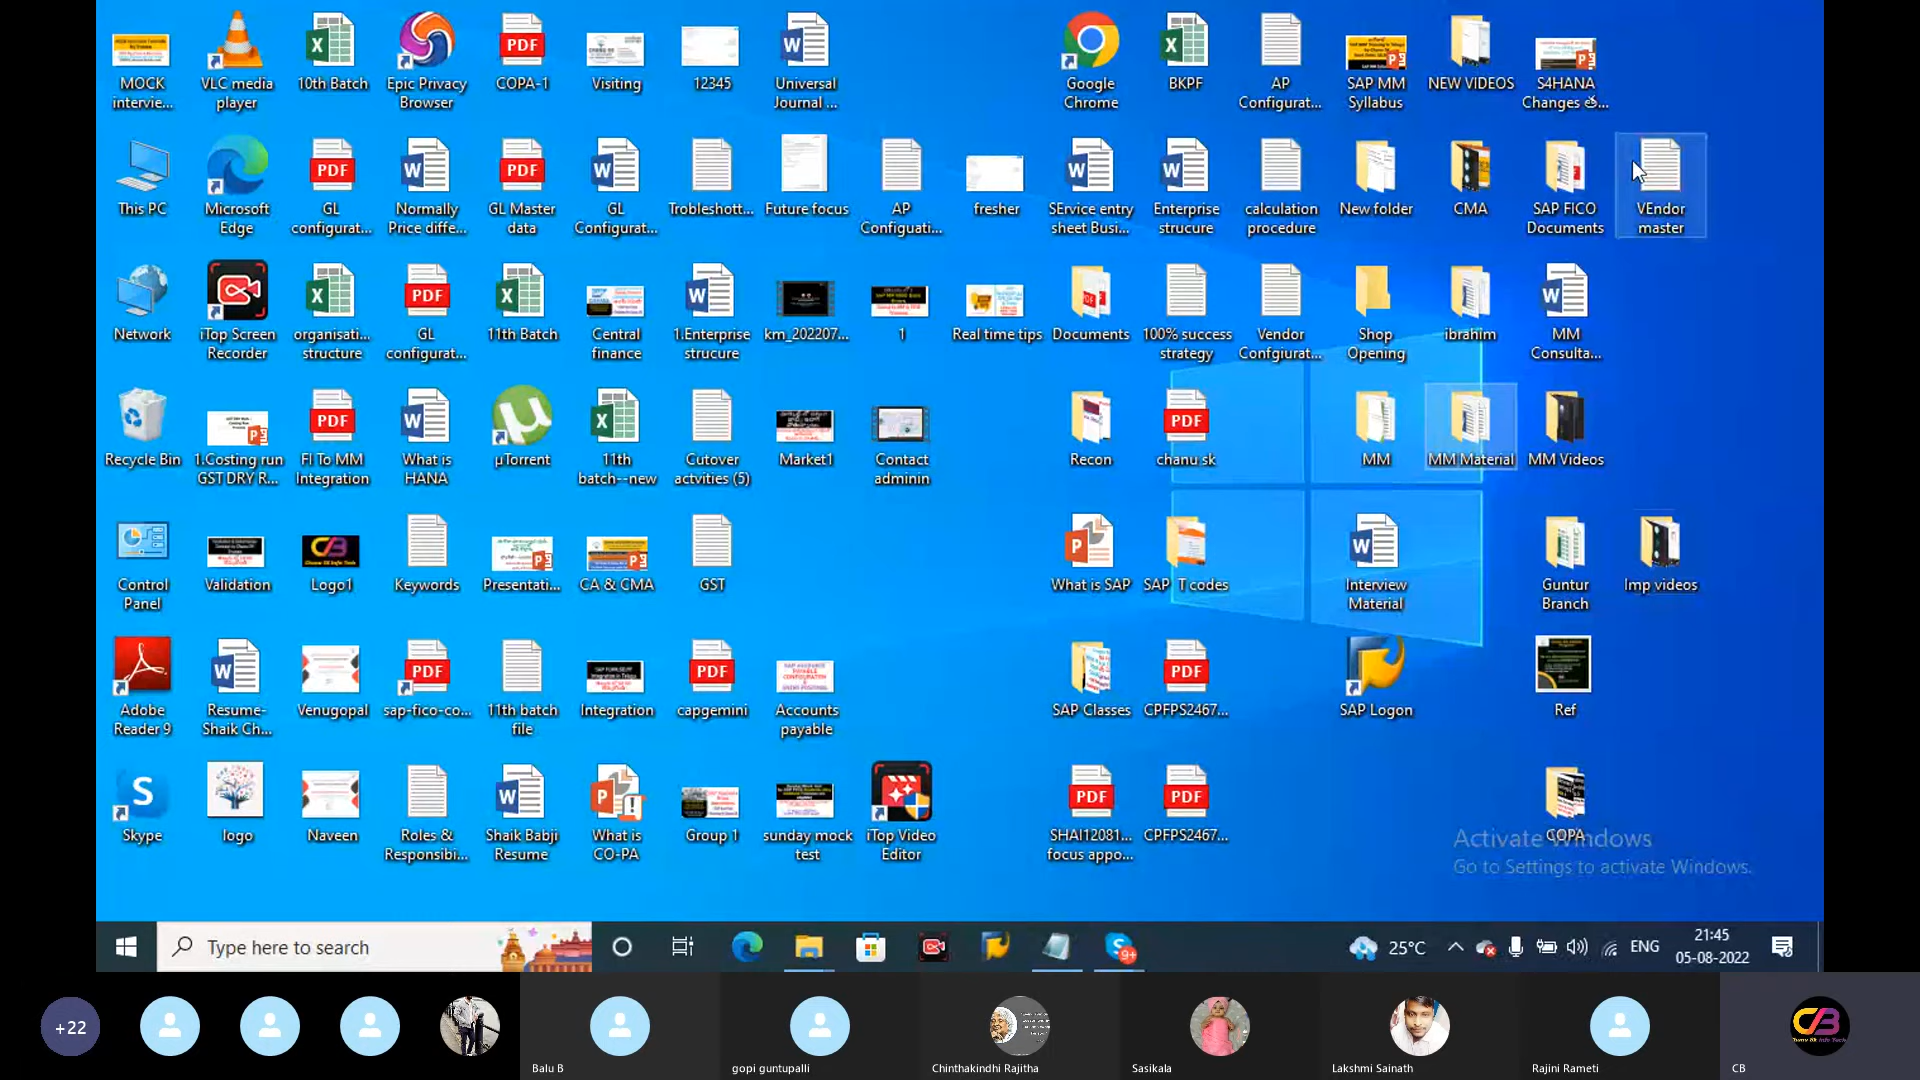 MOCK
intervie...
VLC media
player
10th Batch
Epic Privacy
Browser
COPA-1
Visiting
12345
Universal
Journal ...
Google
Chrome
BKPF
AP
Configurat...
SAP MM
Syllabus
NEW VIDEOS
S4HANA
This PC
Microsoft
Edge
GL
configurat...
Normally
Price diffe...
GL Master
data
GL
Configurat...
Trobleshott...
Future focus
AP
Configuati...
fresher
SErvice entry
sheet Busi...
Enterprise
strucure
calculation
procedure
New folder
CMA
SAP FICO
Documents
VEndor
master
Network
iTop Screen
Recorder
organisati...
structure
GL
configurat...
11th Batch
Central
finance
1.Enterprise
strucure
km_202207...
1
Real time tips
Documents
100% success
strategy
Vendor
Confgiurat...
Shop
Opening
ibrahim
MM
Consulta...
Recycle Bin
1.Costing run
GST DRY R...
FI To MM
Integration
What is
HANA
µTorrent
11th
batch--new
Cutover
actvities (5)
Market1
Contact
adminin
Recon
chanu sk
MM
MM Material
MM Videos
Control
Panel
Validation
Logo1
Keywords
Presentati...
CA & CMA
GST
What is SAP
SAP T codes
Interview
Material
Guntur
Branch
Imp videos
Adobe
Reader 9
Resume-
Shaik Ch...
Venugopal
sap-fico-co...
11th batch
file
Integration
capgemini
Accounts
payable
SAP Classes
CPFPS2467...
SAP Logon
Ref
Skype
logo
Naveen
Roles &
Responsibi...
Shaik Babji
Resume
What is
CO-PA
Group 1
sunday mock
test
iTop Video
Editor
SHAI12081...
focus appo...
CPFPS2467...
COPA
Activate Windows
Go to Settings to activate Windows.
Type here to search
9+
25°C
ENG
21:45
05-08-2022
+22
Balu B
gopi guntupalli
Chinthakindhi Rajitha
Sasikala
Lakshmi Sainath
Rajini Rameti
CB